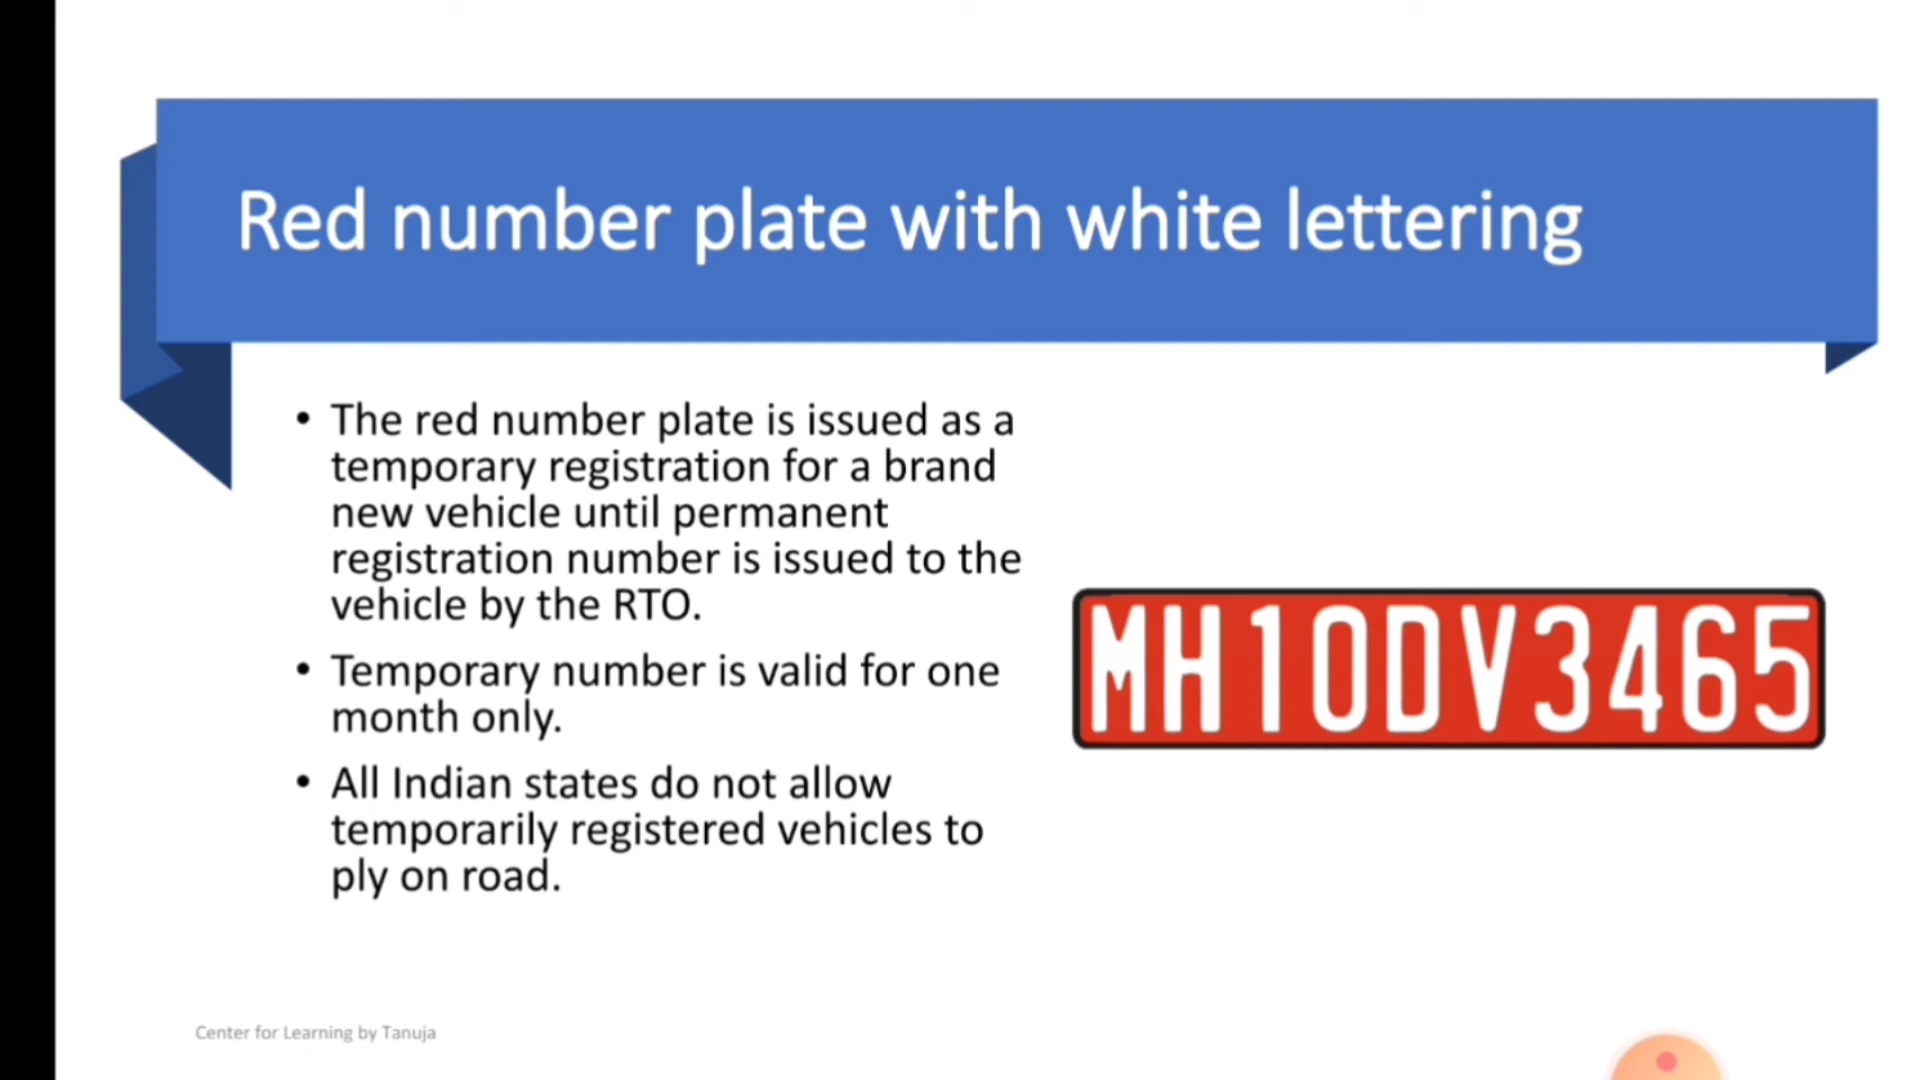 Red number plate with white lettering
• The red number plate is issued as a
temporary registration for a brand
new vehicle until permanent
registration number is issued to the
vehicle by the RTO.
• Temporary number is valid for one
month only.
• All Indian states do not allow
temporarily registered vehicles to
ply on road.
MH10DV3465
Center for Learning by Tanuja